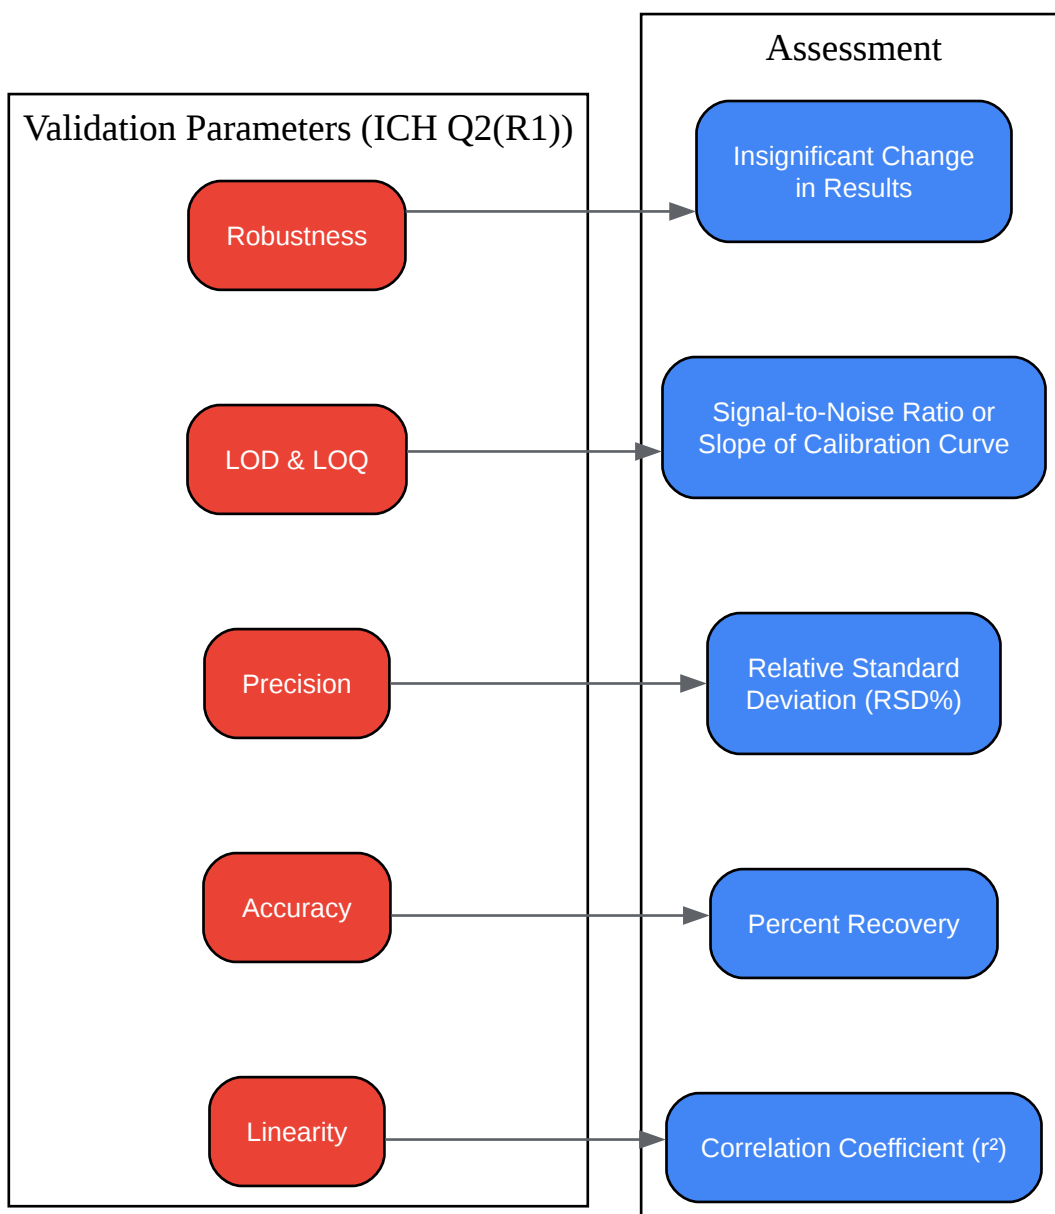 Assessment
Validation Parameters (ICH Q2(R1))
Insignificant Change
in Results
Robustness
Signal-to-Noise Ratio or
Slope of Calibration Curve
LOD & LOQ
Relative Standard
Deviation (RSD%)
Precision
Accuracy
Percent Recovery
Linearity
Correlation Coefficient (r²)